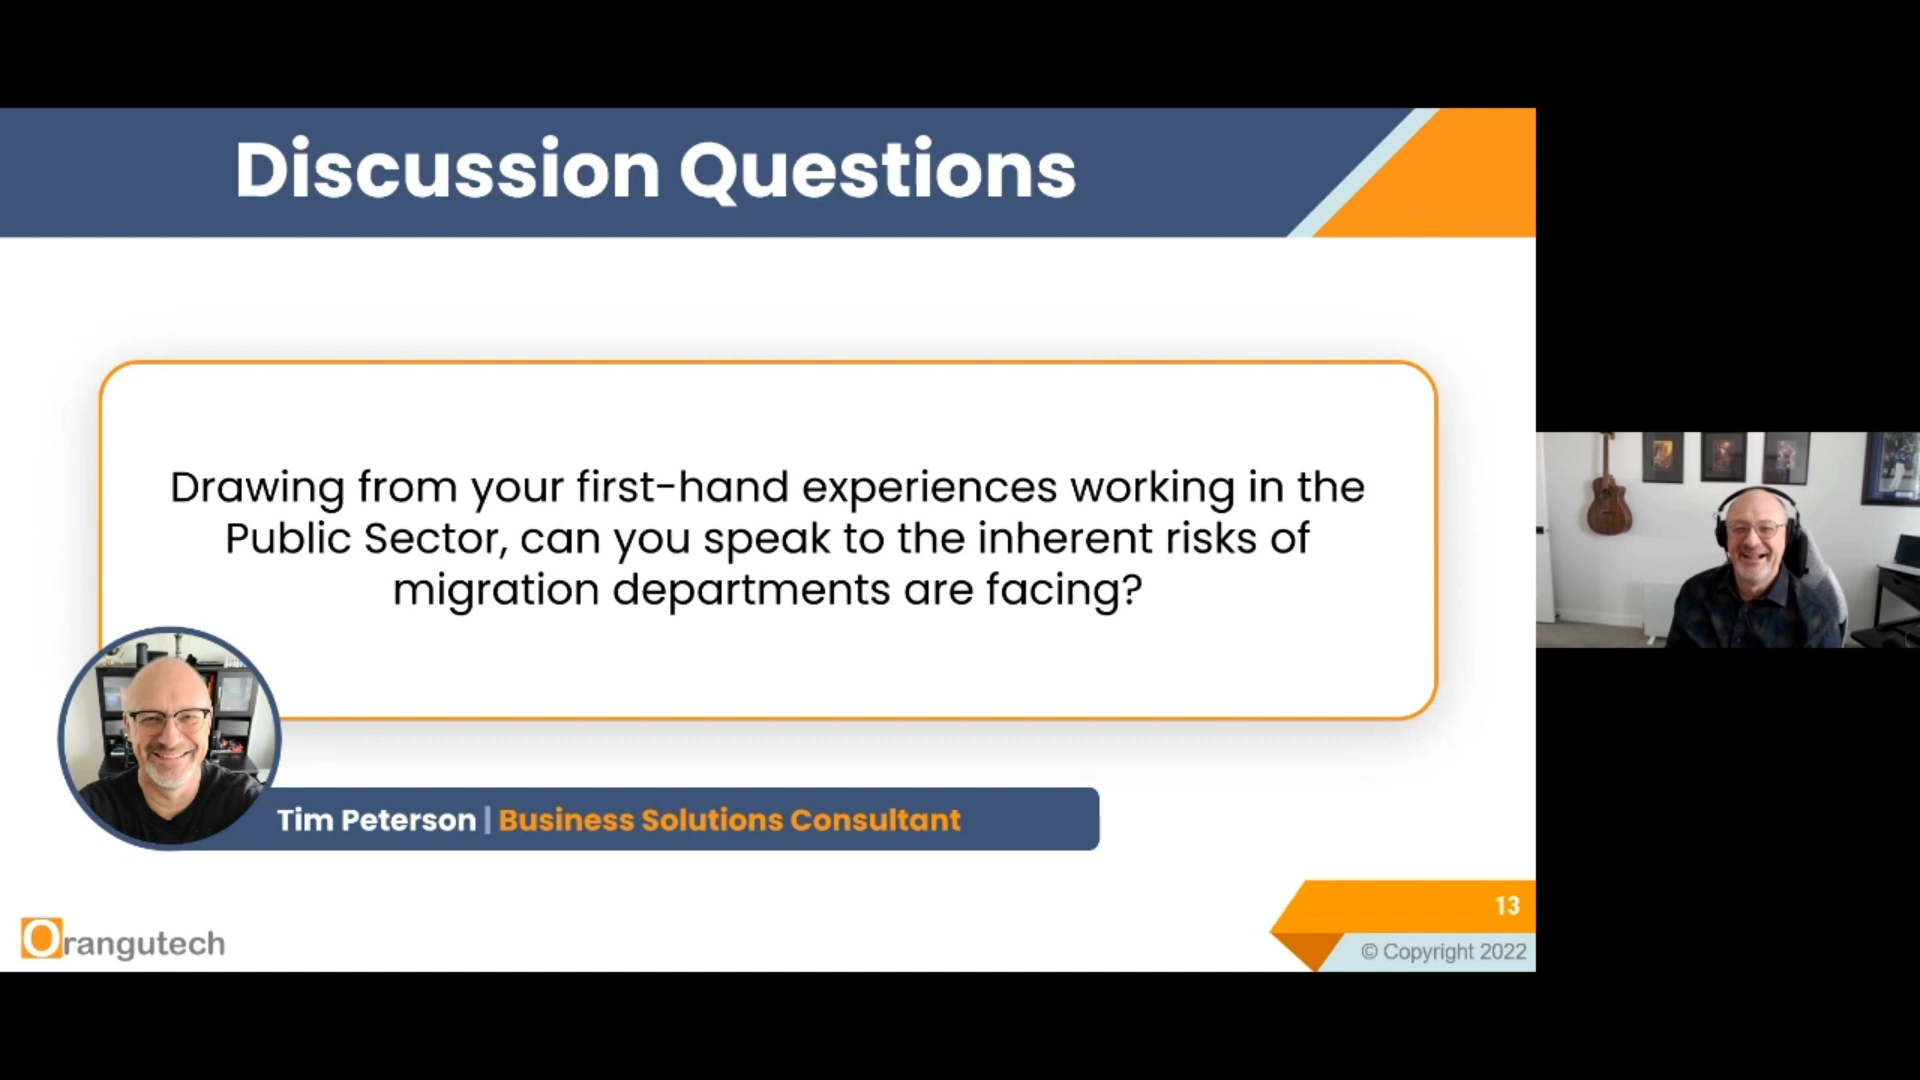 Discussion Questions
Drawing from your first-hand experiences working in the
Public Sector, can you speak to the inherent risks of
migration departments are facing?
Tim Peterson | Business Solutions Consultant
Orangutech
13
© Copyright 2022